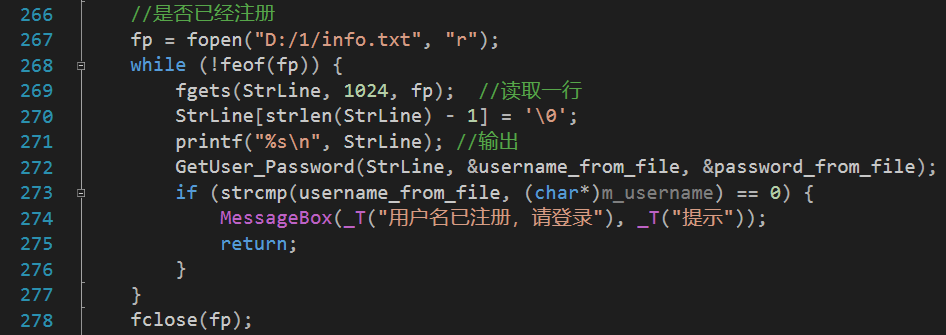 266 //是否已经注册
267 fp = fopen("D:/1/info.txt", "r");
268 while (!feof(fp)) {
269 fgets(StrLine, 1024, fp);  //读取一行
270 StrLine[strlen(StrLine) - 1] = '\0';
271 printf("%s\n", StrLine); //输出
272 GetUser_Password(StrLine, &username_from_file, &password_from_file);
273 if (strcmp(username_from_file, (char*)m_username) == 0) {
274 MessageBox(_T("用户名已注册，请登录"), _T("提示"));
275 return;
276 }
277 }
278 fclose(fp);